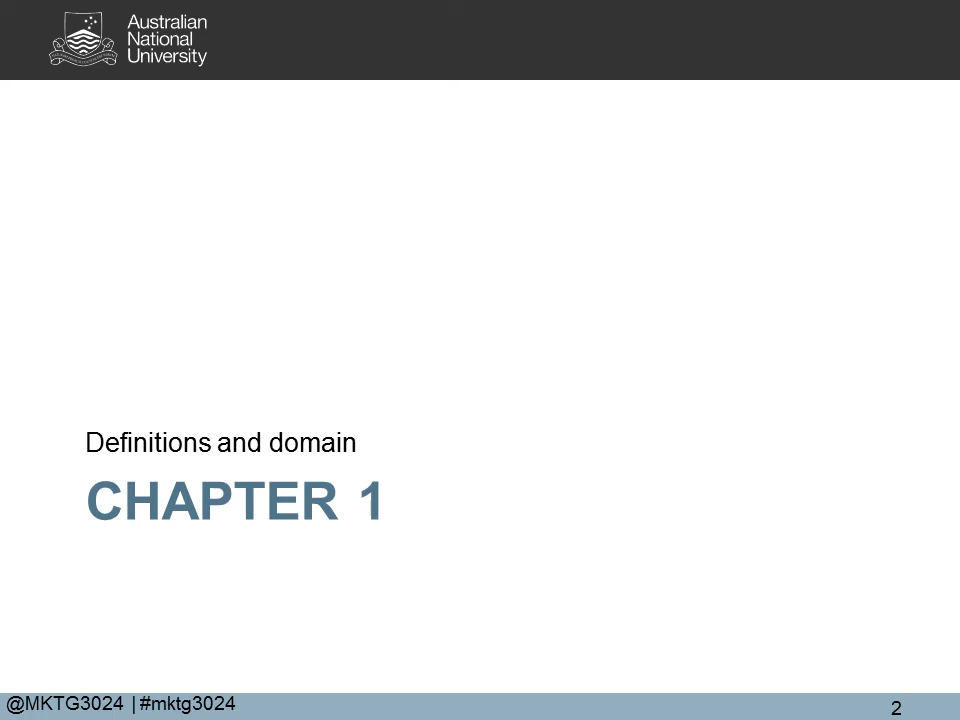 Australian
National
University
Definitions and domain
CHAPTER 1
@MKTG3024 | #mktg3024
2